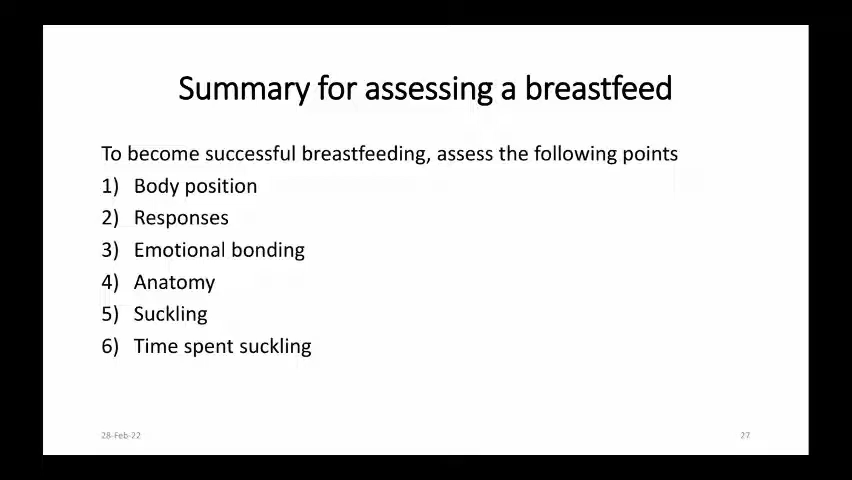 Summary for assessing a breastfeed
To become successful breastfeeding, assess the following points
1) Body position
2) Responses
3) Emotional bonding
4) Anatomy
5) Suckling
6) Time spent suckling
28-Feb-22
27